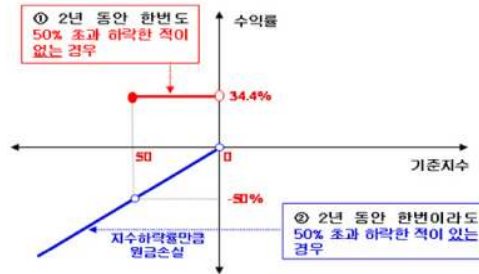 ① 2년 동안 한번도
50% 초과 하락한 적이
없는 경우
수익률
34.4%
50
0
기준지수
-50%
② 2년 동안 한번이라도
50% 초과 하락한 적이 있는
경우
지수하락률만큼
원금손실